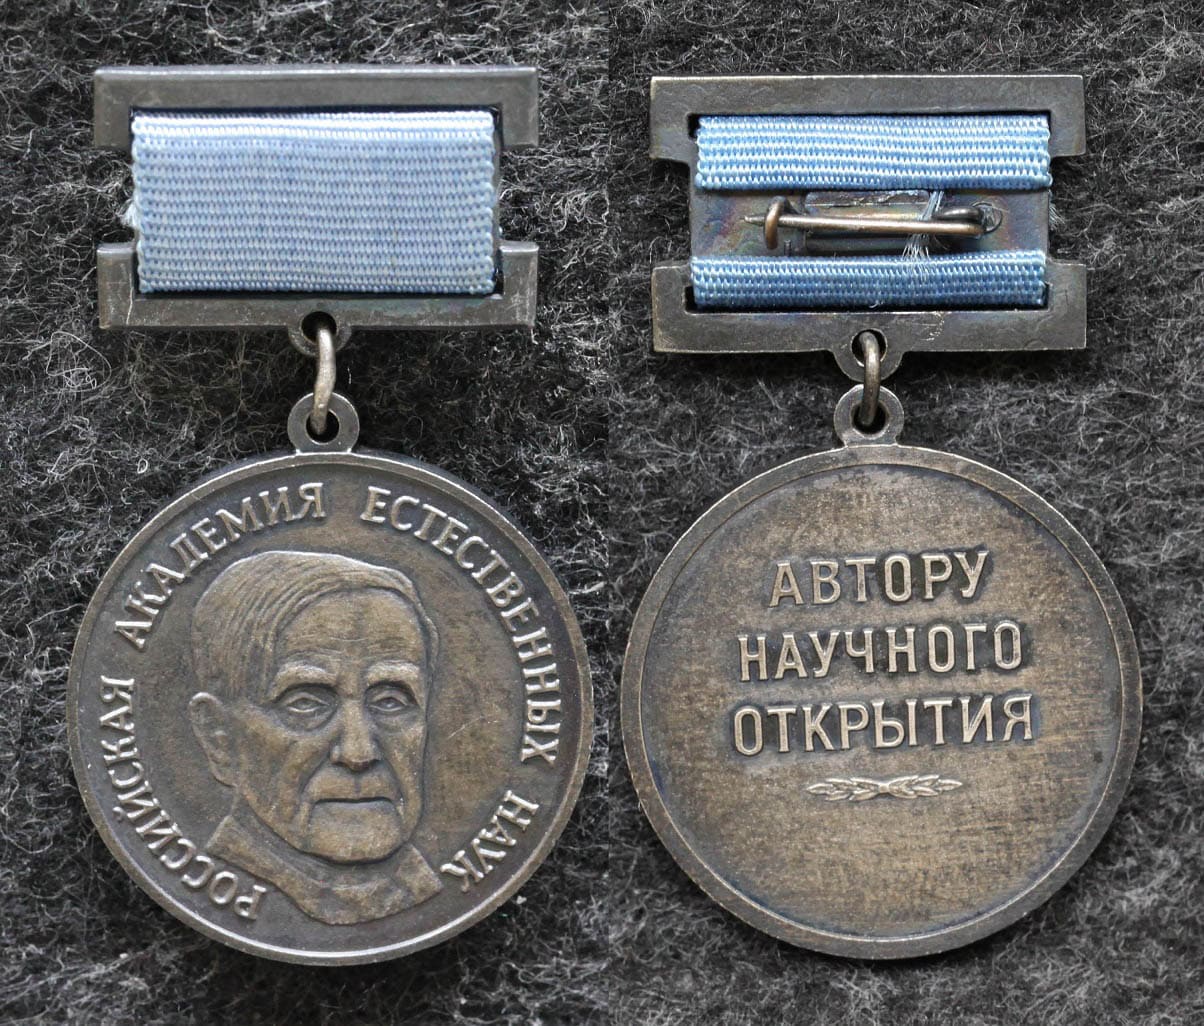 РОССИЙСКАЯ АКАДЕМИЯ ЕСТЕСТВЕННЫХ НАУК
АВТОРУ
НАУЧНОГО
ОТКРЫТИЯ